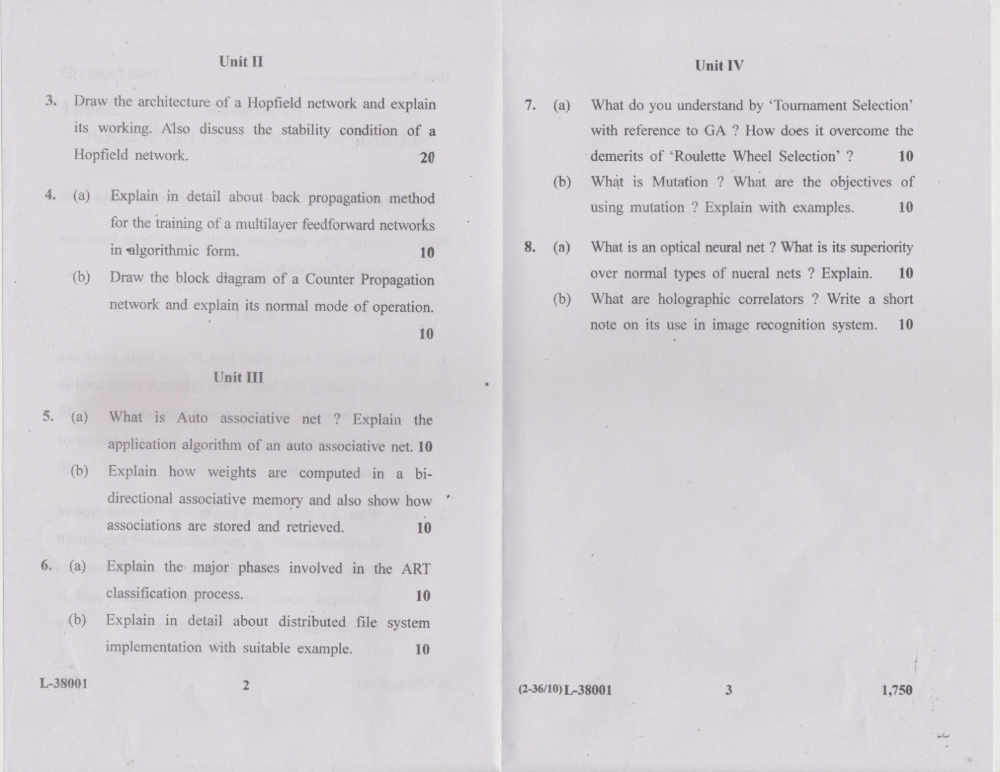 Unit II
3. Draw the architecture of a Hopfield network and explain
its working. Also discuss the stability condition of a
Hopfield network. 20
4. (a) Explain in detail about back propagation method
for the training of a multilayer feedforward networks
in algorithmic form. 10
(b) Draw the block diagram of a Counter Propagation
network and explain its normal mode of operation.
10
Unit III
5. (a) What is Auto associative net ? Explain the
application algorithm of an auto associative net. 10
(b) Explain how weights are computed in a bi-
directional associative memory and also show how
associations are stored and retrieved. 10
6. (a) Explain the major phases involved in the ART
classification process. 10
(b) Explain in detail about distributed file system
implementation with suitable example. 10
L-38001 2
Unit IV
7. (a) What do you understand by ‘Tournament Selection’
with reference to GA ? How does it overcome the
demerits of ‘Roulette Wheel Selection’ ? 10
(b) What is Mutation ? What are the objectives of
using mutation ? Explain with examples. 10
8. (a) What is an optical neural net ? What is its superiority
over normal types of nueral nets ? Explain. 10
(b) What are holographic correlators ? Write a short
note on its use in image recognition system. 10
(2-36/10) L-38001 3 1,750